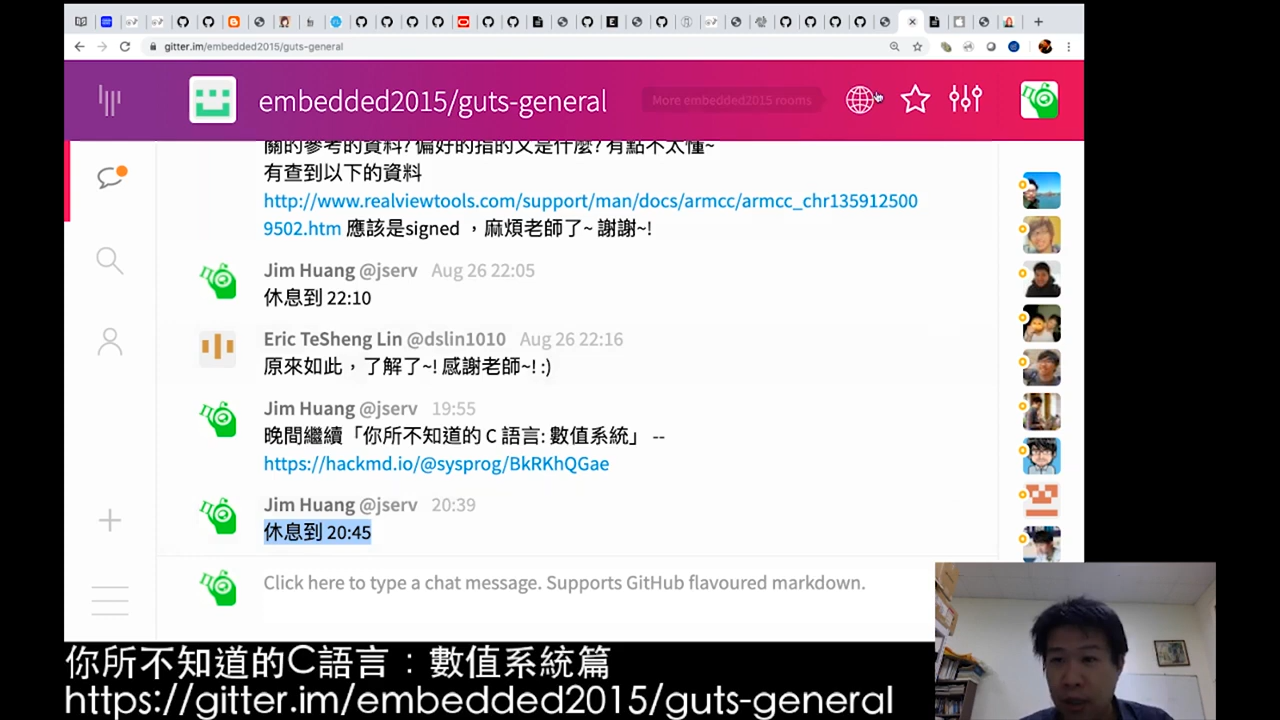 gitter.im/embedded2015/guts-general
embedded2015/guts-general
More embedded2015 rooms
關的參考的資料? 偏好的指的又是什麼? 有點不太懂~
有查到以下的資料
http://www.realviewtools.com/support/man/docs/armcc/armcc_chr135912500
9502.htm 應該是signed ，麻煩老師了~ 謝謝~!
Jim Huang @jserv Aug 26 22:05
休息到 22:10
Eric TeSheng Lin @dslin1010 Aug 26 22:16
原來如此，了解了~! 感謝老師~! :)
Jim Huang @jserv 19:55
晚間繼續「你所不知道的 C 語言: 數值系統」 --
https://hackmd.io/@sysprog/BkRKhQGae
Jim Huang @jserv 20:39
休息到 20:45
Click here to type a chat message. Supports GitHub flavoured markdown.
你所不知道的C語言：數值系統篇
https://gitter.im/embedded2015/guts-general